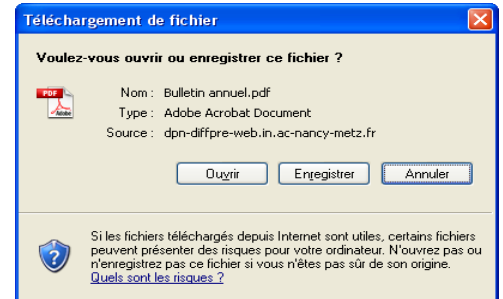 Téléchargement de fichier
Voulez-vous ouvrir ou enregistrer ce fichier ?
PDF
Adobe
Nom : Bulletin annuel.pdf
Type : Adobe Acrobat Document
Source : dpn-diffpre-web.in.ac-nancy-metz.fr
Ouvrir Enregistrer Annuler
Si les fichiers téléchargés depuis Internet sont utiles, certains fichiers
peuvent présenter des risques pour votre ordinateur. N'ouvrez pas ou
n'enregistrez pas ce fichier si vous n'êtes pas sûr de son origine.
Quels sont les risques ?